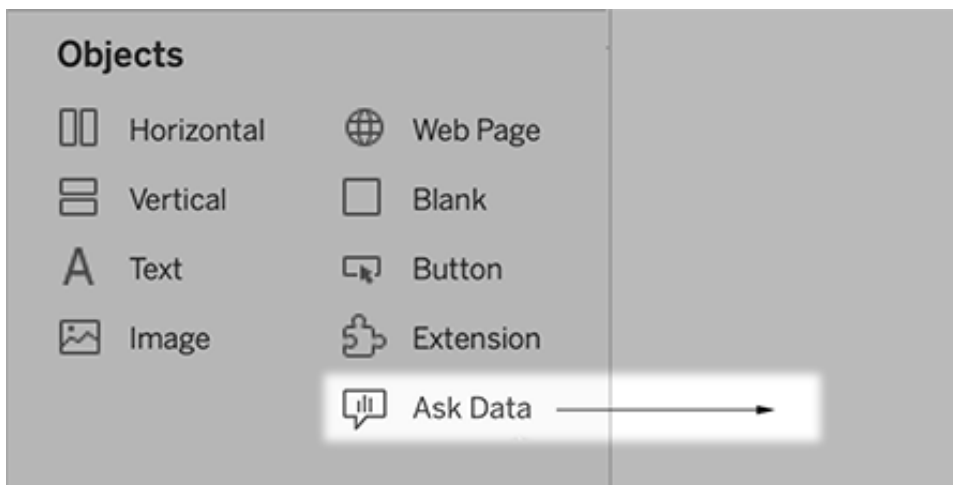 Objects
Horizontal
Web Page
Vertical
Blank
Text
Button
Image
Extension
Ask Data